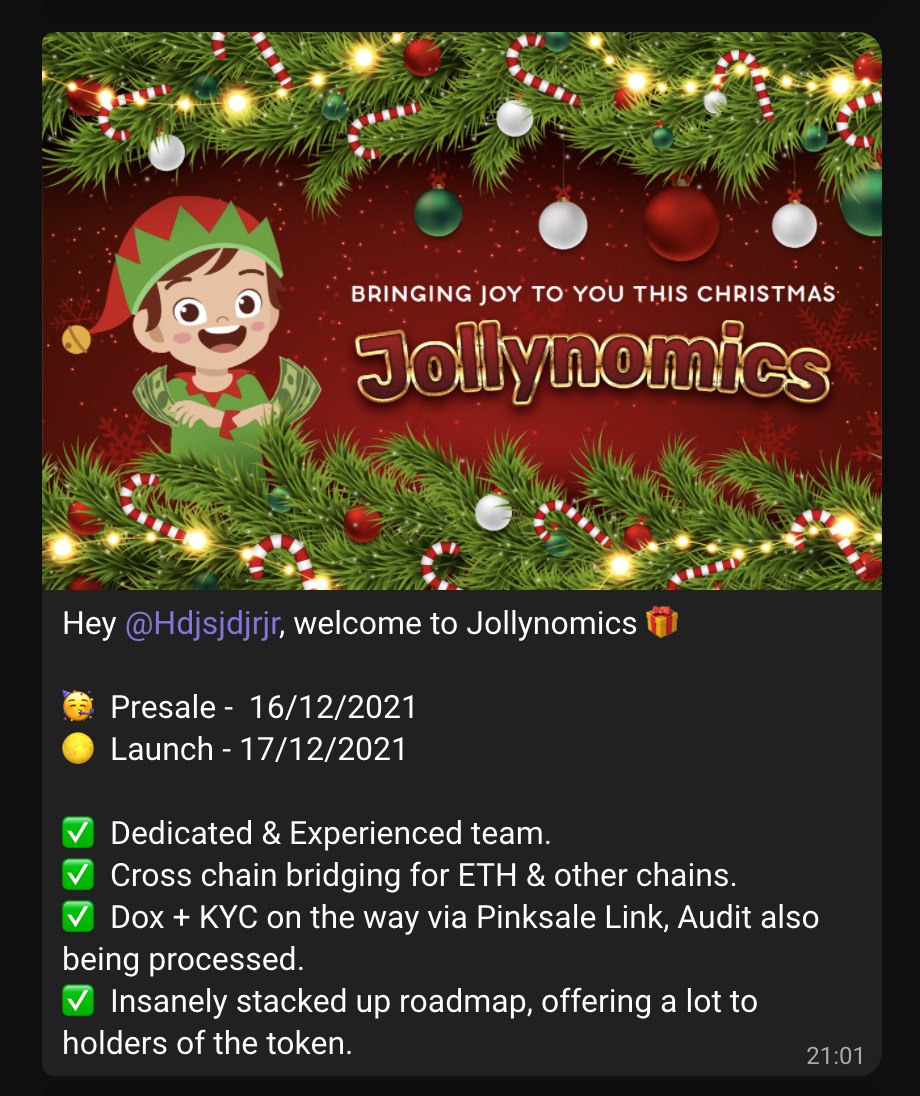 BRINGING JOY TO YOU THIS CHRISTMAS
Jollynomics
Hey @Hdjsjdjrjr, welcome to Jollynomics 🎁
🥳 Presale - 16/12/2021
🌕 Launch - 17/12/2021
✅ Dedicated & Experienced team.
✅ Cross chain bridging for ETH & other chains.
✅ Dox + KYC on the way via Pinksale Link, Audit also
being processed.
✅ Insanely stacked up roadmap, offering a lot to
holders of the token.
21:01